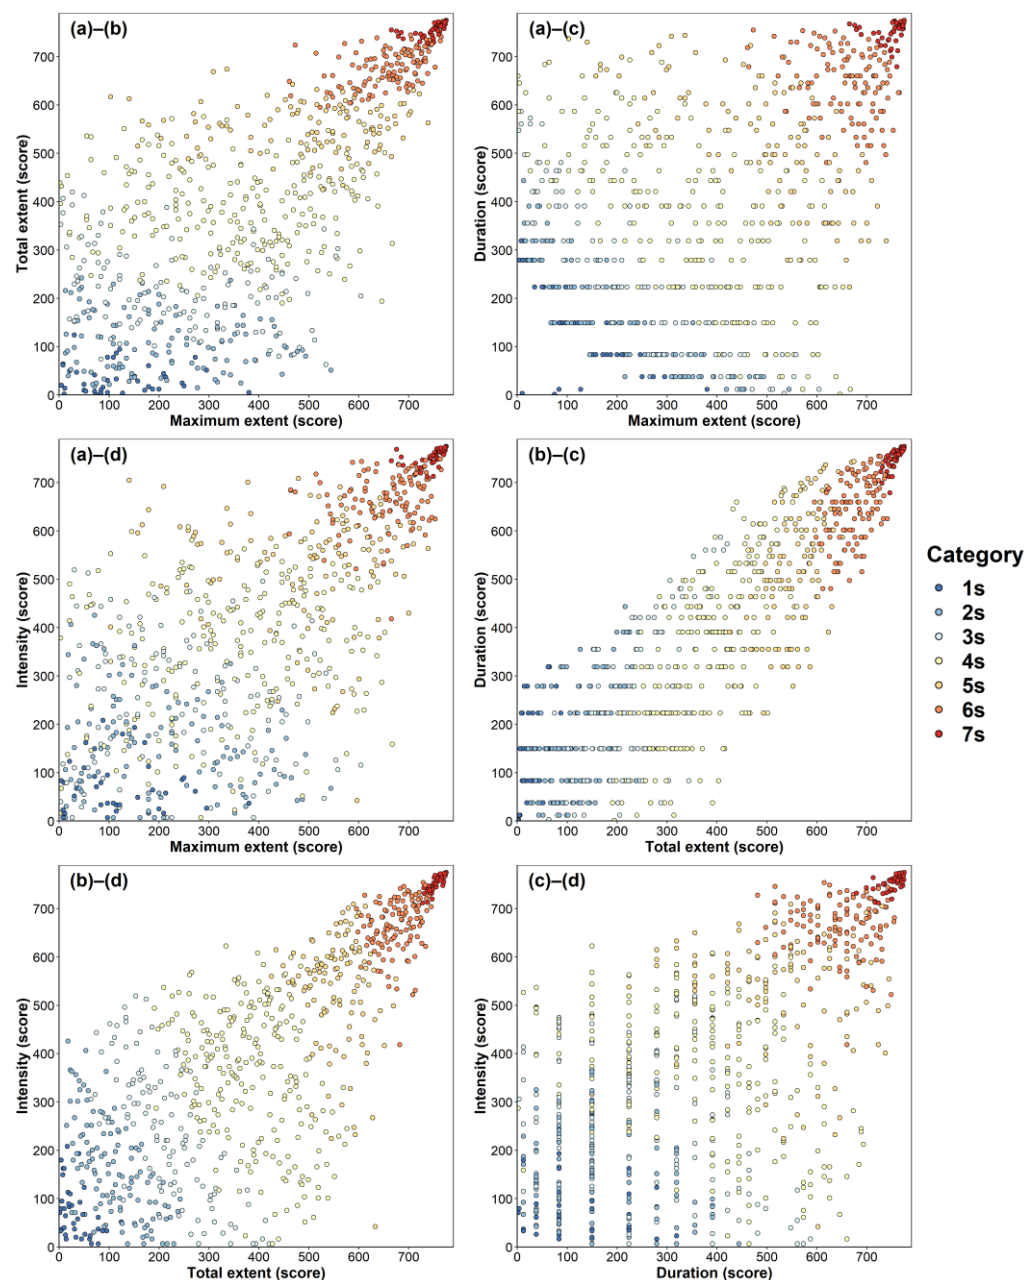 (a)–(b)
Total extent (score)
700
600
500
400
300
200
100
0
0 100 200 300 400 500 600 700
Maximum extent (score)
(a)–(c)
Duration (score)
700
600
500
400
300
200
100
0
0 100 200 300 400 500 600 700
Maximum extent (score)
(a)–(d)
Intensity (score)
700
600
500
400
300
200
100
0
0 100 200 300 400 500 600 700
Maximum extent (score)
(b)–(c)
Duration (score)
700
600
500
400
300
200
100
0
0 100 200 300 400 500 600 700
Total extent (score)
Category
1s
2s
3s
4s
5s
6s
7s
(b)–(d)
Intensity (score)
700
600
500
400
300
200
100
0
0 100 200 300 400 500 600 700
Total extent (score)
(c)–(d)
Intensity (score)
700
600
500
400
300
200
100
0
0 100 200 300 400 500 600 700
Duration (score)